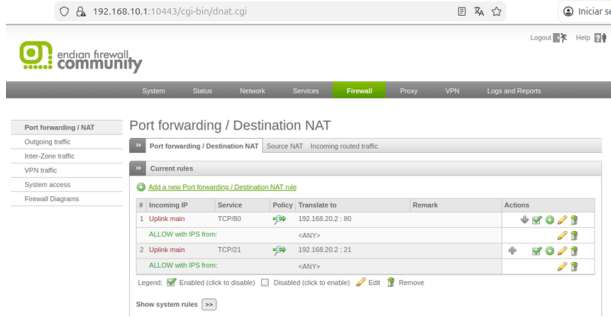 192.168.10.1:10443/cgi-bin/dnat.cgi
Iniciar se
endian firewall
community
Logout
Help
System Status Network Services Firewall Proxy VPN Logs and Reports
Port forwarding / NAT
Outgoing traffic
Inter-Zone traffic
VPN traffic
System access
Firewall Diagrams
Port forwarding / Destination NAT
>> Port forwarding / Destination NAT Source NAT Incoming routed traffic
>> Current rules
Add a new Port forwarding / Destination NAT rule
# Incoming IP Service Policy Translate to Remark Actions
1 Uplink main TCP/80 192.168.20.2 : 80
ALLOW with IPS from: <ANY>
2 Uplink main TCP/21 192.168.20.2 : 21
ALLOW with IPS from: <ANY>
Legend: Enabled (click to disable) Disabled (click to enable) Edit Remove
Show system rules >>